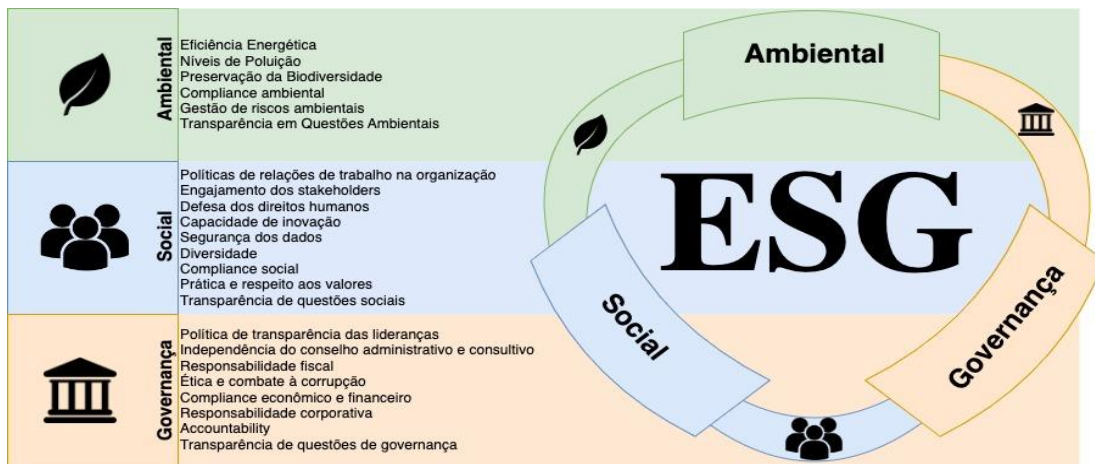 Ambiental
Eficiência Energética
Níveis de Poluição
Preservação da Biodiversidade
Compliance ambiental
Gestão de riscos ambientais
Transparência em Questões Ambientais
Social
Políticas de relações de trabalho na organização
Engajamento dos stakeholders
Defesa dos direitos humanos
Capacidade de inovação
Segurança dos dados
Diversidade
Compliance social
Prática e respeito aos valores
Transparência de questões sociais
Governança
Política de transparência das lideranças
Independência do conselho administrativo e consultivo
Responsabilidade fiscal
Ética e combate à corrupção
Compliance econômico e financeiro
Responsabilidade corporativa
Accountability
Transparência de questões de governança
Ambiental
ESG
Social
Governança